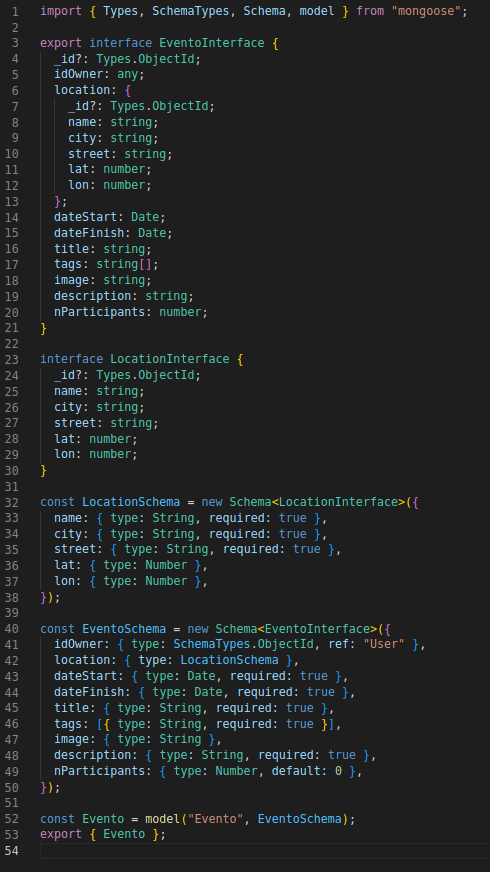 1 import { Types, SchemaTypes, Schema, model } from "mongoose";
2
3 export interface EventoInterface {
4   _id?: Types.ObjectId;
5   idOwner: any;
6   location: {
7     _id?: Types.ObjectId;
8     name: string;
9     city: string;
10     street: string;
11     lat: number;
12     lon: number;
13   };
14   dateStart: Date;
15   dateFinish: Date;
16   title: string;
17   tags: string[];
18   image: string;
19   description: string;
20   nParticipants: number;
21 }
22
23 interface LocationInterface {
24   _id?: Types.ObjectId;
25   name: string;
26   city: string;
27   street: string;
28   lat: number;
29   lon: number;
30 }
31
32 const LocationSchema = new Schema<LocationInterface>({
33   name: { type: String, required: true },
34   city: { type: String, required: true },
35   street: { type: String, required: true },
36   lat: { type: Number },
37   lon: { type: Number },
38 });
39
40 const EventoSchema = new Schema<EventoInterface>({
41   idOwner: { type: SchemaTypes.ObjectId, ref: "User" },
42   location: { type: LocationSchema },
43   dateStart: { type: Date, required: true },
44   dateFinish: { type: Date, required: true },
45   title: { type: String, required: true },
46   tags: [{ type: String, required: true }],
47   image: { type: String },
48   description: { type: String, required: true },
49   nParticipants: { type: Number, default: 0 },
50 });
51
52 const Evento = model("Evento", EventoSchema);
53 export { Evento };
54